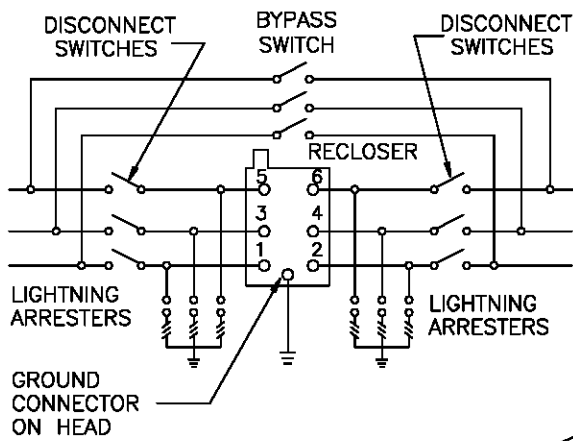 DISCONNECT
SWITCHES
BYPASS
SWITCH
DISCONNECT
SWITCHES
RECLOSER
5 6
3 4
1 2
LIGHTNING
ARRESTERS
LIGHTNING
ARRESTERS
GROUND
CONNECTOR
ON HEAD